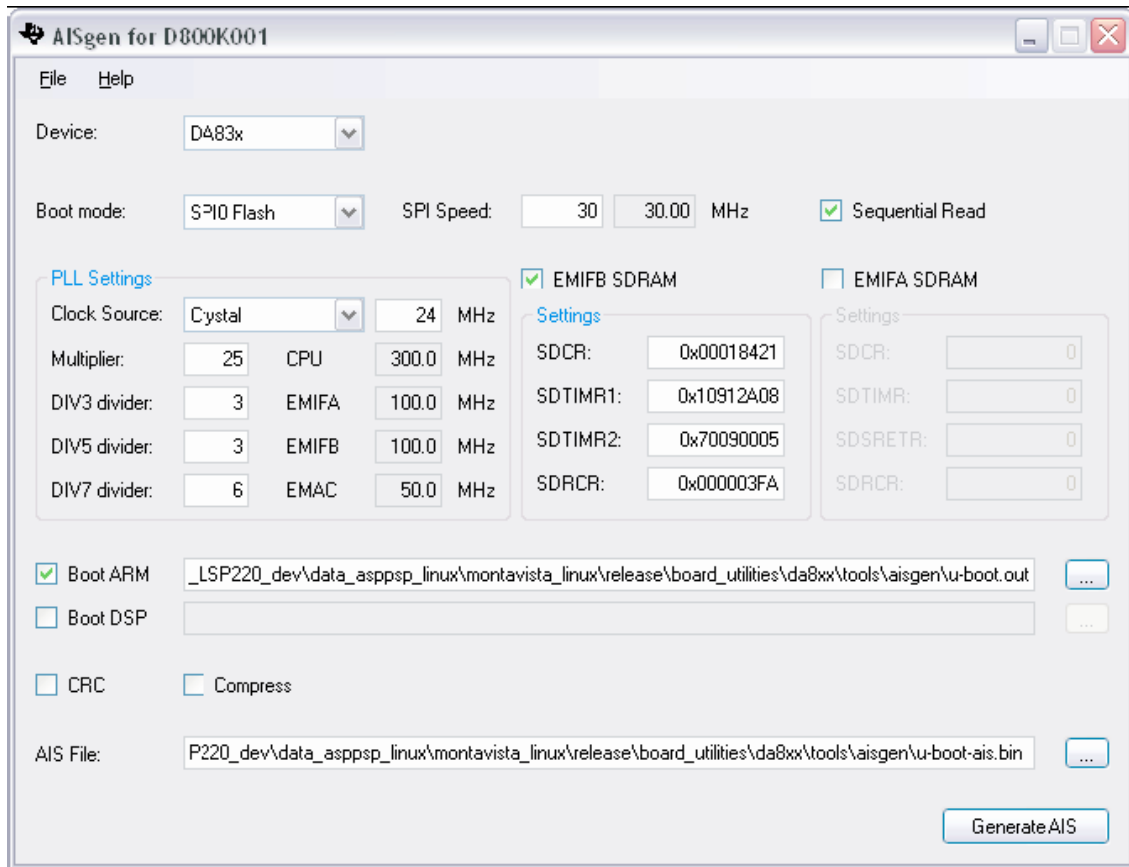 AISgen for D800K001
File Help
Device: DA83x
Boot mode: SPI0 Flash SPI Speed: 30 30.00 MHz Sequential Read
PLL Settings EMIFB SDRAM EMIFA SDRAM
Clock Source: Crystal 24 MHz Settings Settings
Multiplier: 25 CPU 300.0 MHz SDCR: 0x00018421 SDCR: 0
DIV3 divider: 3 EMIFA 100.0 MHz SDTIMR1: 0x10912A08 SDTIMR: 0
DIV5 divider: 3 EMIFB 100.0 MHz SDTIMR2: 0x70090005 SDSRETR: 0
DIV7 divider: 6 EMAC 50.0 MHz SDRCR: 0x000003FA SDRCR: 0
Boot ARM _LSP220_dev\data_asppsp_linux\montavista_linux\release\board_utilities\da8xx\tools\aisgen\u-boot.out ...
Boot DSP ...
CRC Compress
AIS File: P220_dev\data_asppsp_linux\montavista_linux\release\board_utilities\da8xx\tools\aisgen\u-boot-ais.bin ...
Generate AIS